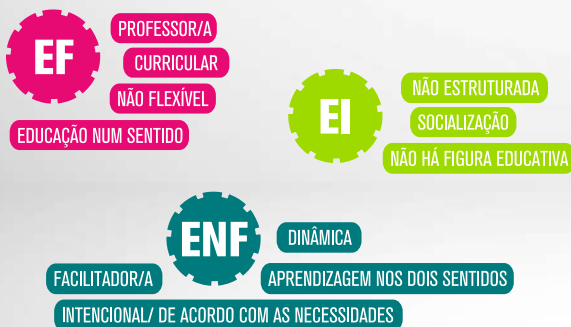 EF
PROFESSOR/A
CURRICULAR
NÃO FLEXÍVEL
EDUCAÇÃO NUM SENTIDO
EI
NÃO ESTRUTURADA
SOCIALIZAÇÃO
NÃO HÁ FIGURA EDUCATIVA
ENF
DINÂMICA
FACILITADOR/A
APRENDIZAGEM NOS DOIS SENTIDOS
INTENCIONAL/ DE ACORDO COM AS NECESSIDADES